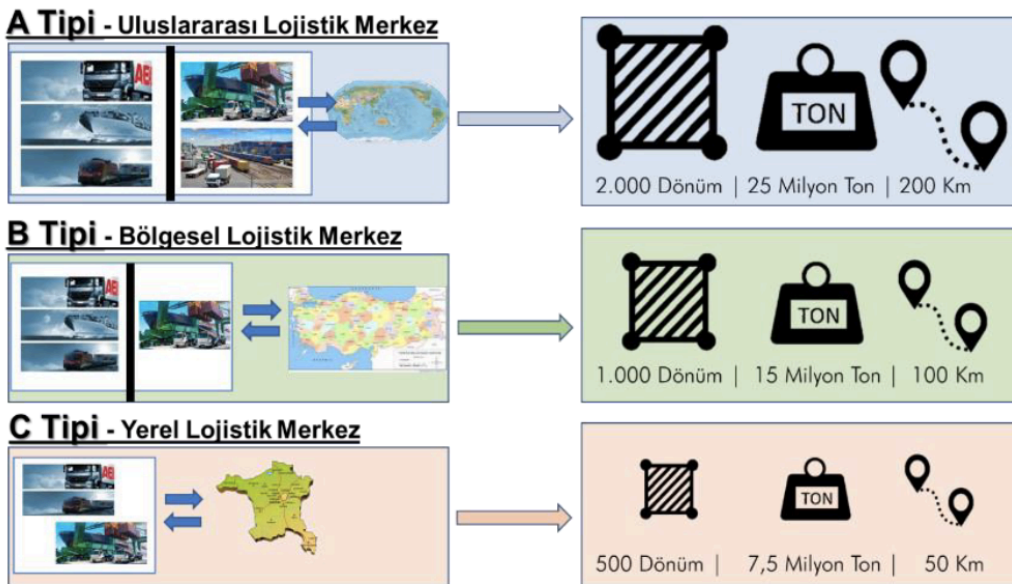 A Tipi - Uluslararası Lojistik Merkez
TON
2.000 Dönüm | 25 Milyon Ton | 200 Km
B Tipi - Bölgesel Lojistik Merkez
TON
1.000 Dönüm | 15 Milyon Ton | 100 Km
C Tipi - Yerel Lojistik Merkez
TON
500 Dönüm | 7,5 Milyon Ton | 50 Km